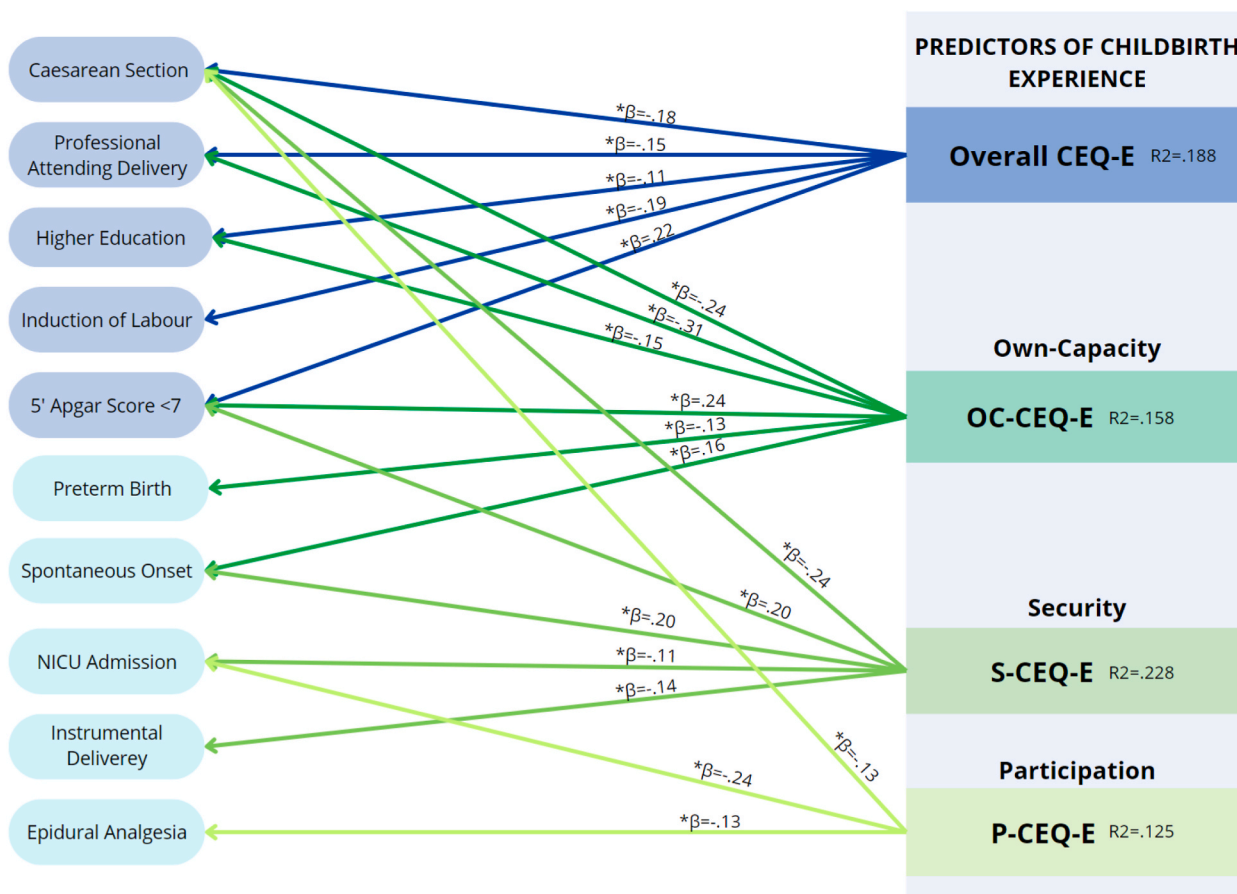 Caesarean Section
Professional
Attending Delivery
Higher Education
Induction of Labour
5' Apgar Score <7
Preterm Birth
Spontaneous Onset
NICU Admission
Instrumental
Deliverey
Epidural Analgesia
*β=-.18
*β=-.15
*β=-.11
*β=-.19
*β=.22
*β=-.24
*β=-.31
*β=-.15
*β=.24
*β=-.13
*β=.16
*β=-.24
*β=.20
*β=.20
*β=-.11
*β=-.14
*β=-.13
*β=-.24
*β=-.13
PREDICTORS OF CHILDBIRTH
EXPERIENCE
Overall CEQ-E R2=.188
Own-Capacity
OC-CEQ-E R2=.158
Security
S-CEQ-E R2=.228
Participation
P-CEQ-E R2=.125